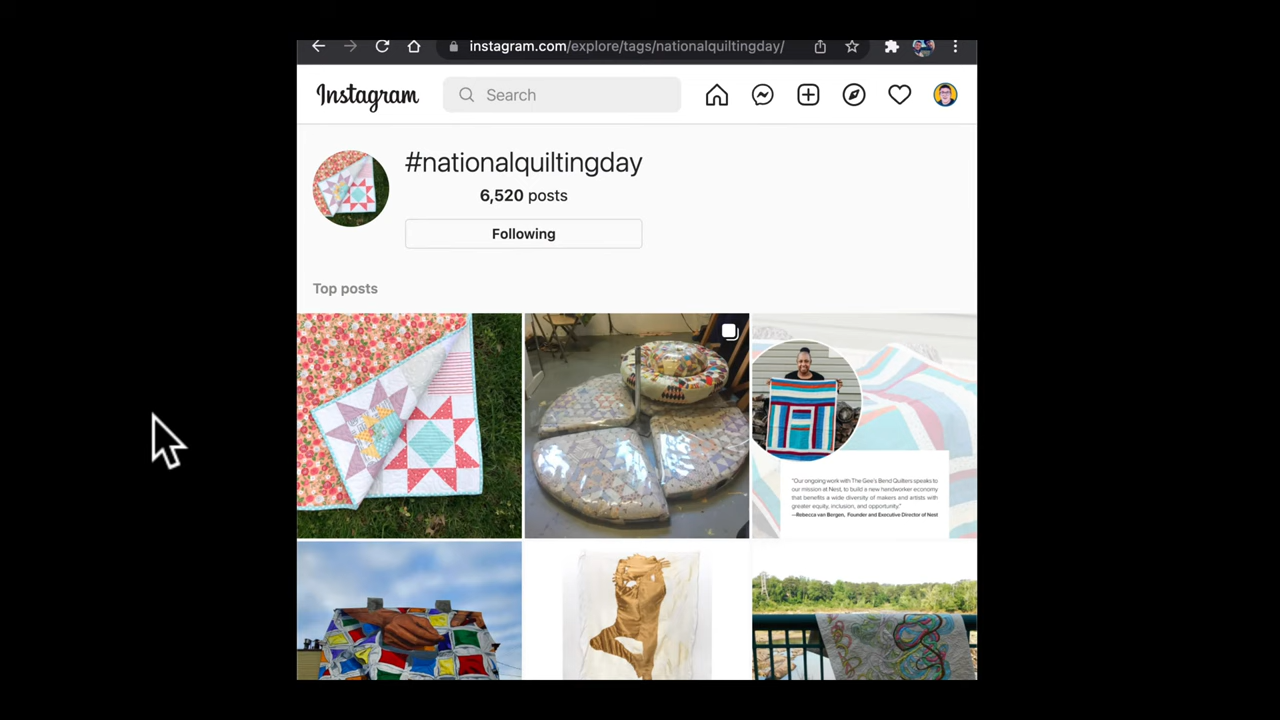 instagram.com/explore/tags/nationalquiltingday/
Instagram
Search
#nationalquiltingday
6,520 posts
Following
Top posts
"Our ongoing work with The Gee's Bend Quilters speaks to
our mission at Nest, to build a new handworker economy
that benefits a wide diversity of makers and artists with
greater equity, inclusion, and opportunity."
—Rebecca van Bergen, Founder and Executive Director of Nest